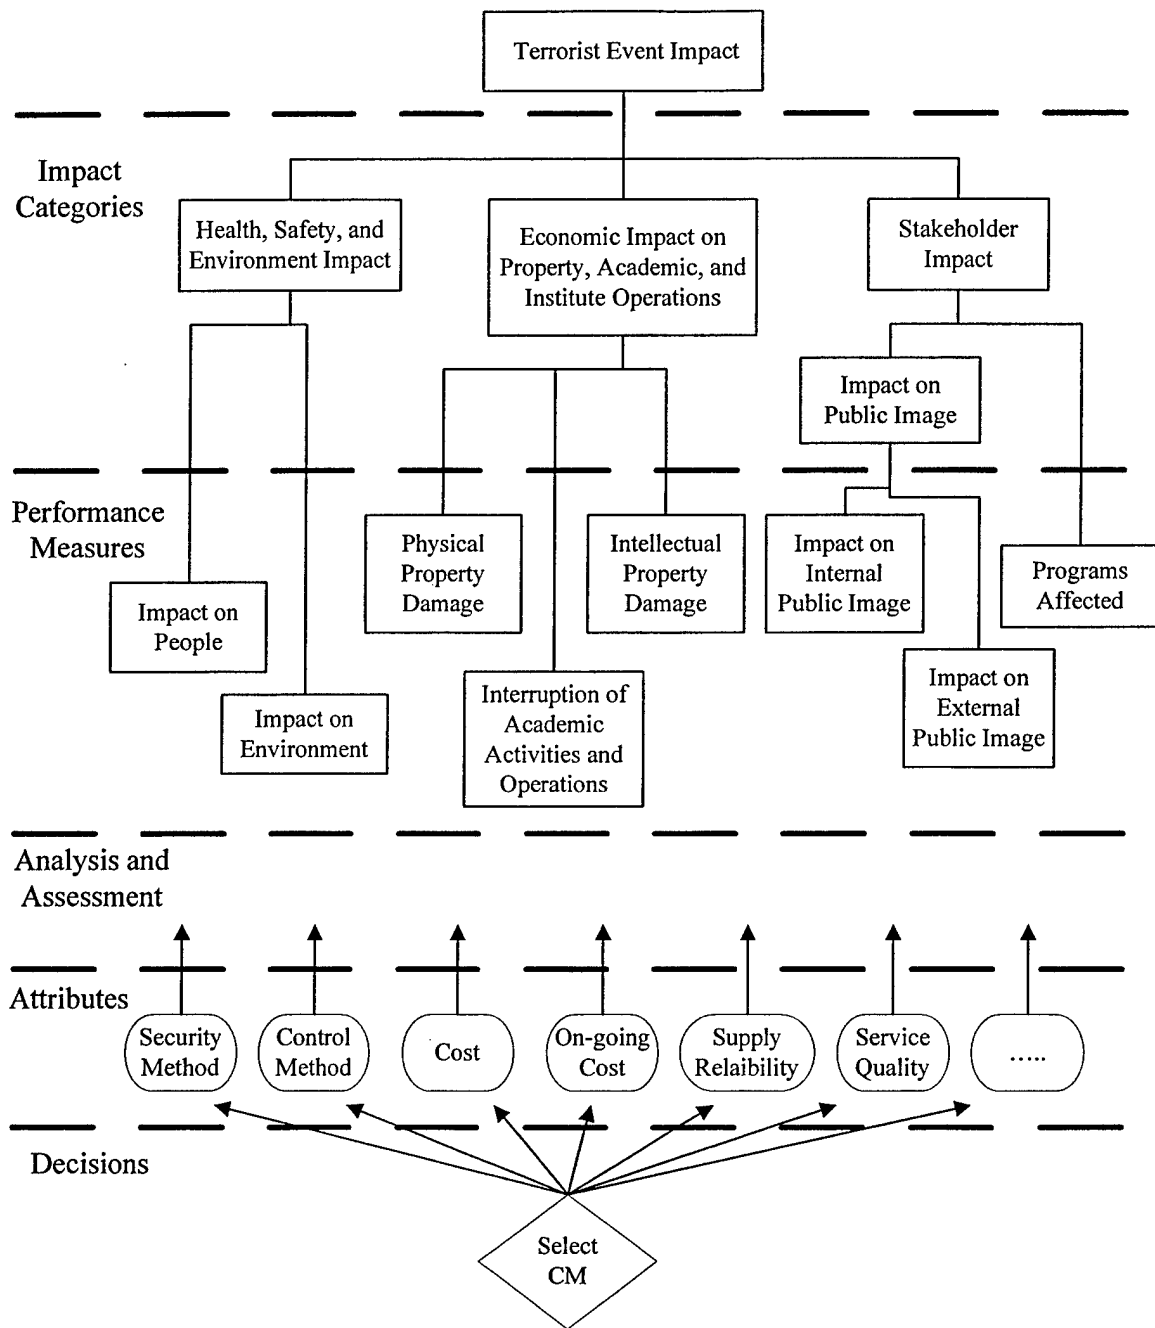 Terrorist Event Impact
Impact
Categories
Health, Safety, and
Environment Impact
Economic Impact on
Property, Academic, and
Institute Operations
Stakeholder
Impact
Impact on
Public Image
Performance
Measures
Physical
Property
Damage
Intellectual
Property
Damage
Impact on
Internal
Public Image
Programs
Affected
Impact on
People
Impact on
Environment
Interruption of
Academic
Activities and
Operations
Impact on
External
Public Image
Analysis and
Assessment
Attributes
Security
Method
Control
Method
Cost
On-going
Cost
Supply
Relaibility
Service
Quality
.....
Decisions
Select
CM